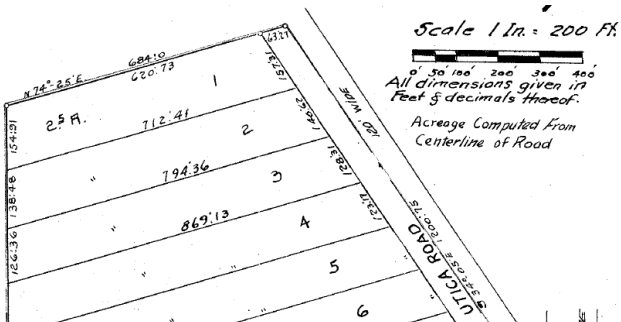 Scale 1 In. = 200 Ft.
0' 50' 100' 200' 300' 400'
All dimensions given in
Feet & decimals thereof.
Acreage Computed From
Centerline of Road
N 74°-25'E
684.0
620.73
63.27
1
157.31
2.5 A.
154.91
712.41
2
140.62
120' WIDE
138.48
"
794.36
3
128.31
126.36
"
869.13
4
123.17
"
"
5
"
"
6
"
UTICA ROAD
S 34°05'E 1200.75